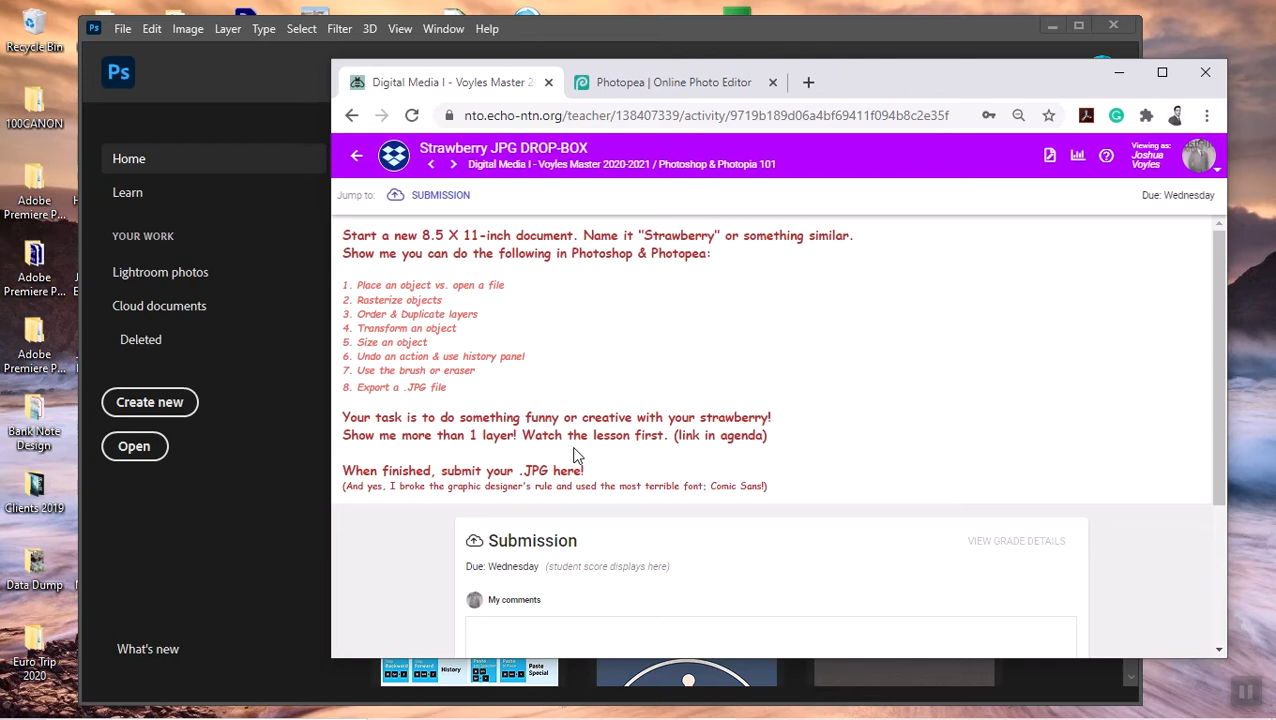 Recycle Bin
100CANON
Adobe
Premiere P...
Adobe
Premiere P...
Adobe
Premiere P...
Bank Note
Design
Clients 2019
Data Dump
Euro Trip
2020
Ps
File Edit Image Layer Type Select Filter 3D View Window Help
Ps
Home
Learn
YOUR WORK
Lightroom photos
Cloud documents
Deleted
Create new
Open
What's new
Digital Media I - Voyles Master 2
Photopea | Online Photo Editor
nto.echo-ntn.org/teacher/138407339/activity/9719b189d06a4bf69411f094b8c2e35f
Strawberry JPG DROP-BOX
Digital Media I - Voyles Master 2020-2021 / Photoshop & Photopia 101
Viewing as:
Joshua
Voyles
Jump to: SUBMISSION
Due: Wednesday
Start a new 8.5 X 11-inch document. Name it "Strawberry" or something similar.
Show me you can do the following in Photoshop & Photopea:
1. Place an object vs. open a file
2. Rasterize objects
3. Order & Duplicate layers
4. Transform an object
5. Size an object
6. Undo an action & use history panel
7. Use the brush or eraser
8. Export a .JPG file
Your task is to do something funny or creative with your strawberry!
Show me more than 1 layer! Watch the lesson first. (link in agenda)
When finished, submit your .JPG here!
(And yes, I broke the graphic designer's rule and used the most terrible font; Comic Sans!)
Submission
VIEW GRADE DETAILS
Due: Wednesday (student score displays here)
My comments
Backward
Forward
History
Paste
Special